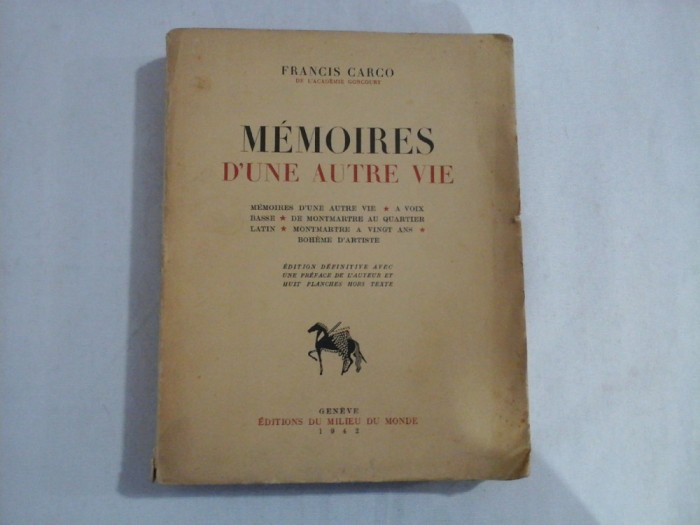 FRANCIS CARCO
DE L'ACADÉMIE GONCOURT
MÉMOIRES
D'UNE AUTRE VIE
MÉMOIRES D'UNE AUTRE VIE ★ A VOIX
BASSE ★ DE MONTMARTRE AU QUARTIER
LATIN ★ MONTMARTRE A VINGT ANS ★
BOHÈME D'ARTISTE
ÉDITION DÉFINITIVE AVEC
UNE PRÉFACE DE L'AUTEUR ET
HUIT PLANCHES HORS TEXTE
GENÈVE
ÉDITIONS DU MILIEU DU MONDE
1942